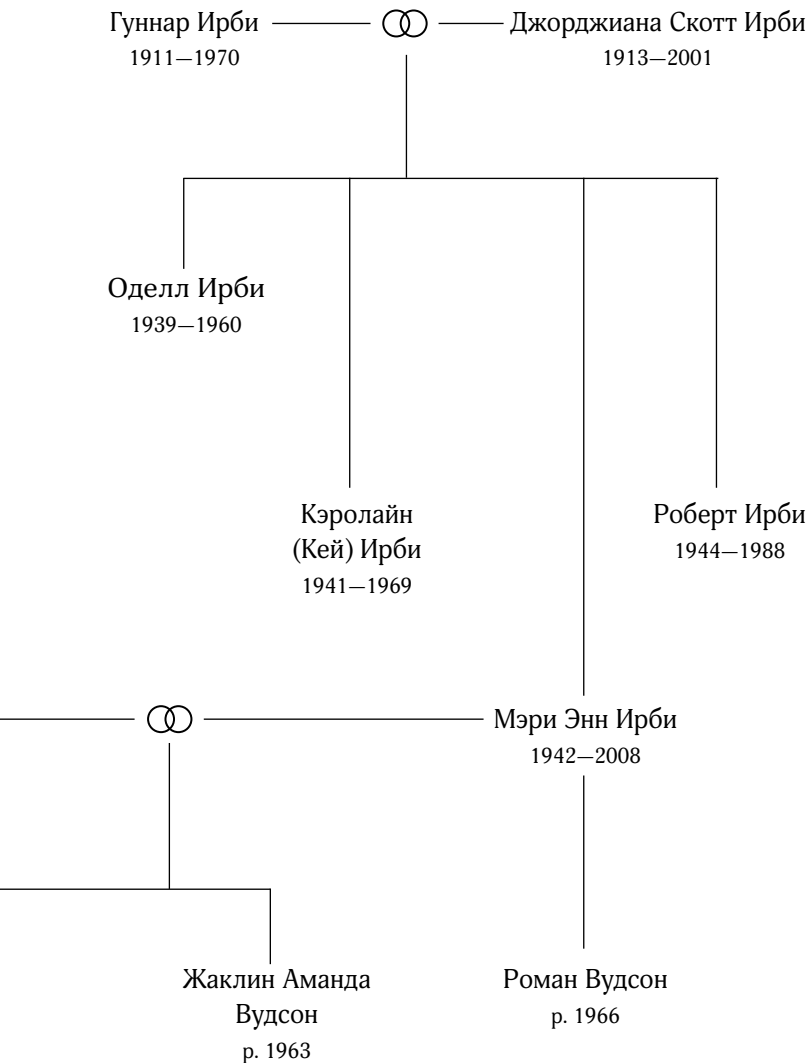 Гуннар Ирби
1911—1970
Джорджиана Скотт Ирби
1913—2001
Оделл Ирби
1939—1960
Кэролайн
(Кей) Ирби
1941—1969
Роберт Ирби
1944—1988
Мэри Энн Ирби
1942—2008
Жаклин Аманда
Вудсон
р. 1963
Роман Вудсон
р. 1966